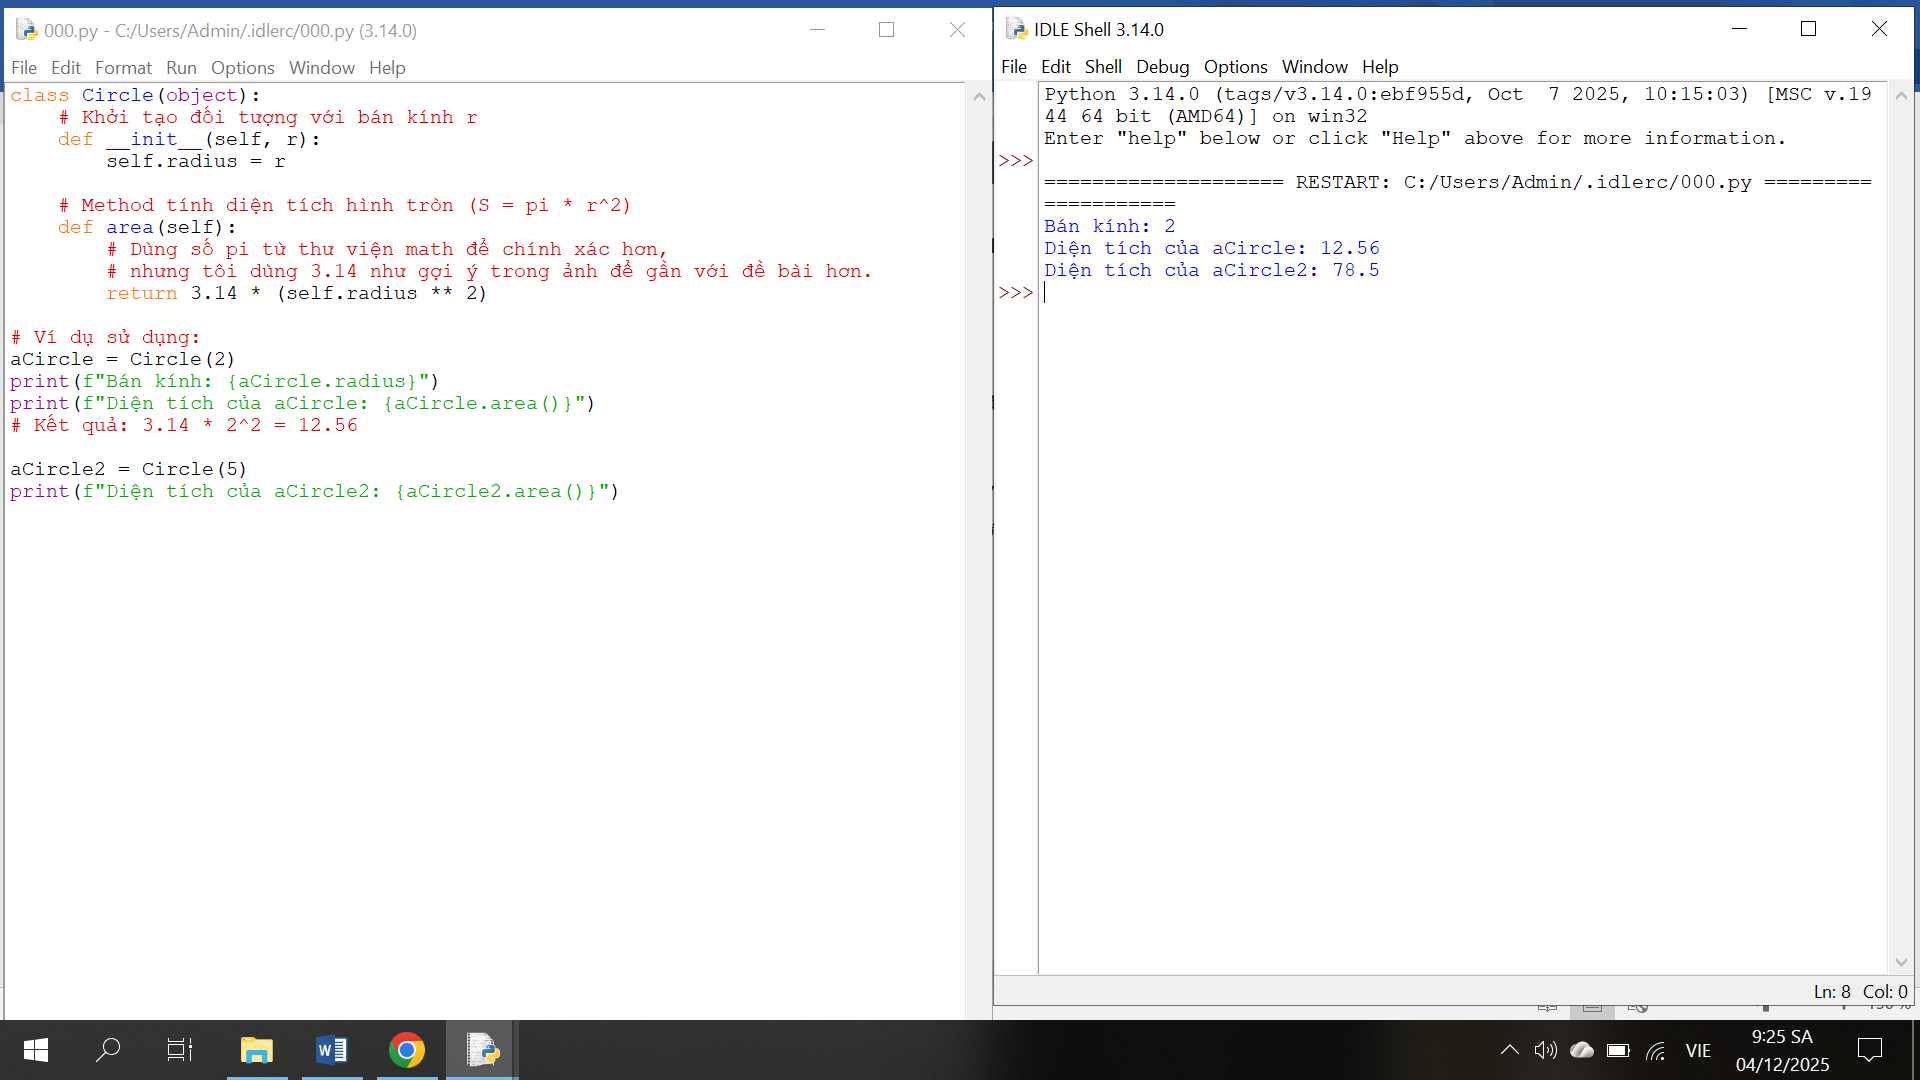 000.py - C:/Users/Admin/.idlerc/000.py (3.14.0)
File Edit Format Run Options Window Help
class Circle(object):
    # Khởi tạo đối tượng với bán kính r
    def __init__(self, r):
        self.radius = r
    # Method tính diện tích hình tròn (S = pi * r^2)
    def area(self):
        # Dùng số pi từ thư viện math để chính xác hơn,
        # nhưng tôi dùng 3.14 như gợi ý trong ảnh để gần với đề bài hơn.
        return 3.14 * (self.radius ** 2)
# Ví dụ sử dụng:
aCircle = Circle(2)
print(f"Bán kính: {aCircle.radius}")
print(f"Diện tích của aCircle: {aCircle.area()}")
# Kết quả: 3.14 * 2^2 = 12.56
aCircle2 = Circle(5)
print(f"Diện tích của aCircle2: {aCircle2.area()}")
IDLE Shell 3.14.0
File Edit Shell Debug Options Window Help
Python 3.14.0 (tags/v3.14.0:ebf955d, Oct  7 2025, 10:15:03) [MSC v.19
44 64 bit (AMD64)] on win32
Enter "help" below or click "Help" above for more information.
>>>
==================== RESTART: C:/Users/Admin/.idlerc/000.py =========
===========
Bán kính: 2
Diện tích của aCircle: 12.56
Diện tích của aCircle2: 78.5
>>>
Ln: 8 Col: 0
VIE
9:25 SA
04/12/2025